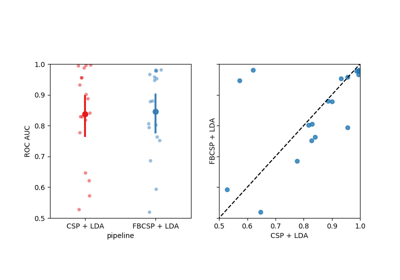 1.0
0.9
0.8
0.7
0.6
0.5
ROC AUC
CSP + LDA
FBCSP + LDA
pipeline
FBCSP + LDA
0.5
0.6
0.7
0.8
0.9
1.0
CSP + LDA